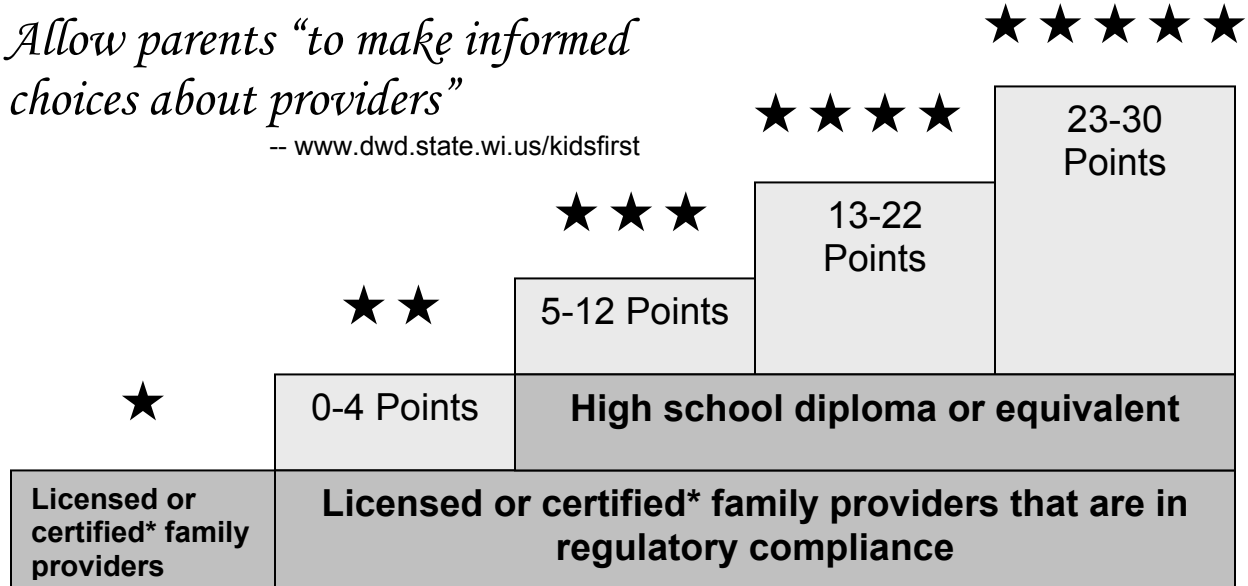 Allow parents “to make informed
choices about providers”
-- www.dwd.state.wi.us/kidsfirst
★ ★ ★ ★ ★
23-30
Points
★ ★ ★ ★
13-22
Points
★ ★ ★
5-12 Points
★ ★
0-4 Points
High school diploma or equivalent
★
Licensed or
certified* family
providers
Licensed or certified* family providers that are in
regulatory compliance